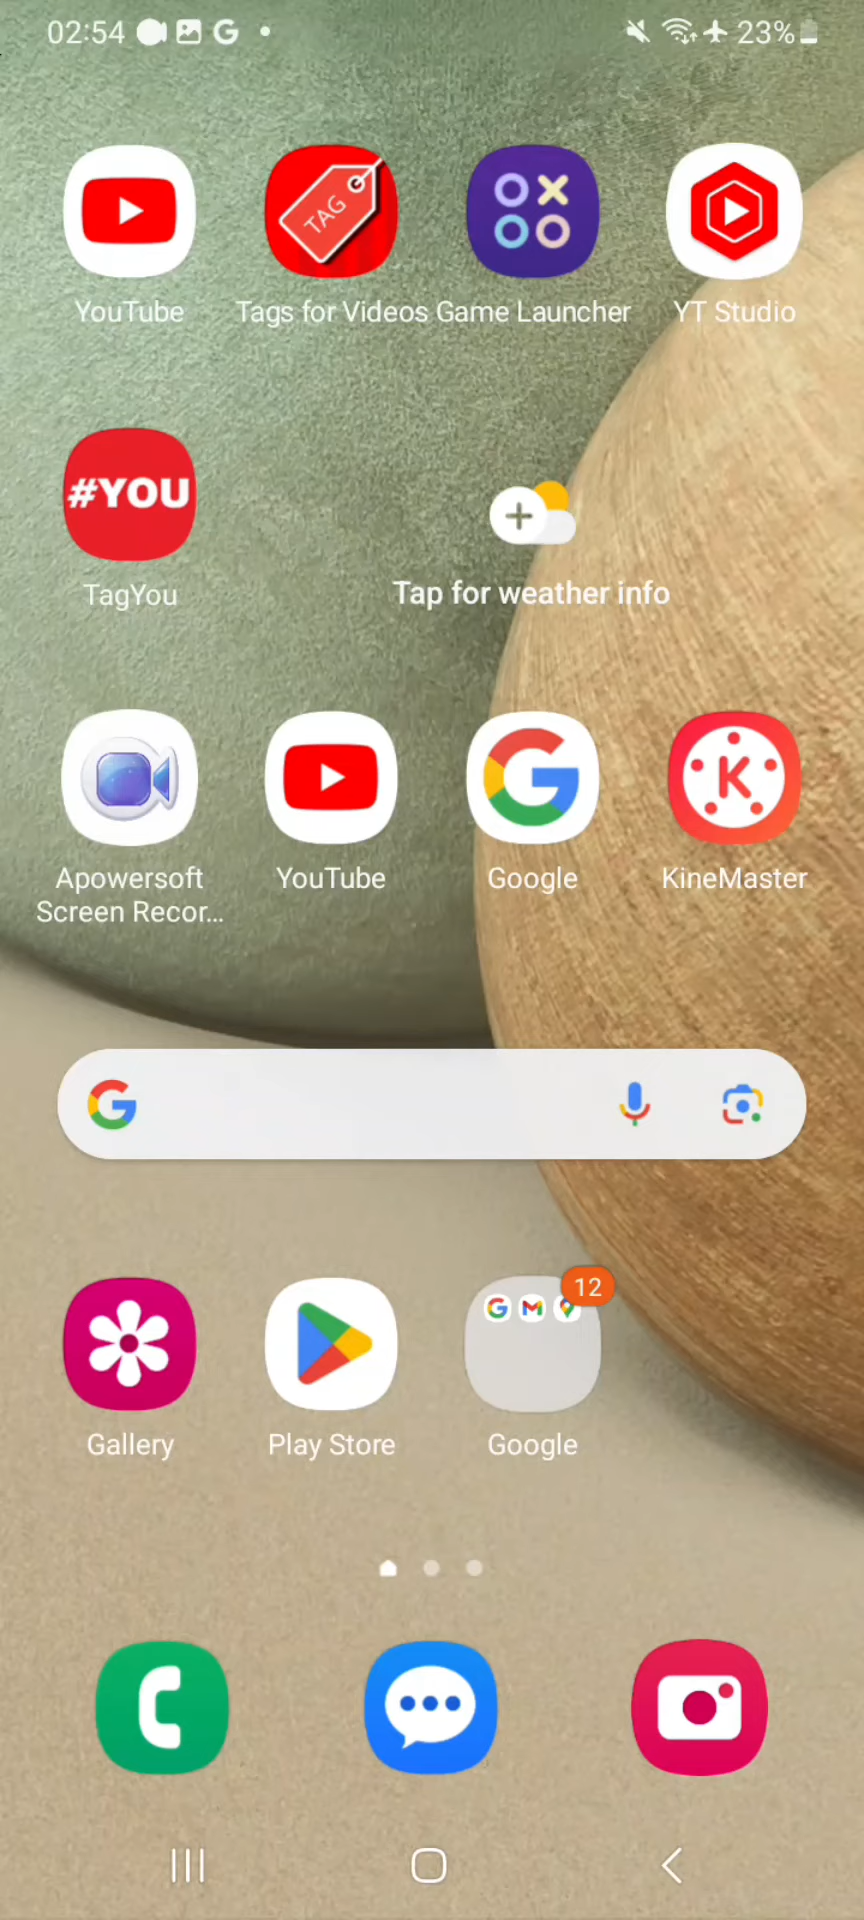 02:54
23%
YouTube
TAG
Tags for Videos
Game Launcher
YT Studio
#YOU
TagYou
Tap for weather info
K
Apowersoft
Screen Recor...
YouTube
Google
KineMaster
12
Gallery
Play Store
Google